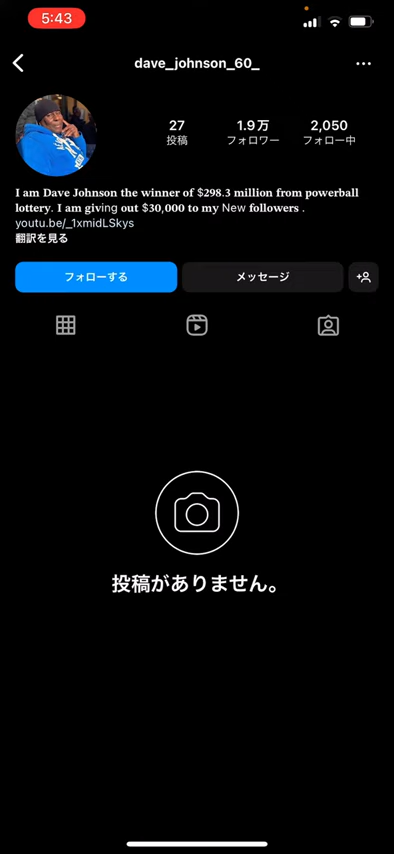 5:43
dave_johnson_60_
27
1.9万
2,050
投稿
フォロワー
フォロー中
I am Dave Johnson the winner of $298.3 million from powerball
lottery. I am giving out $30,000 to my New followers .
youtu.be/_1xmidLSkys
翻訳を見る
フォローする
メッセージ
投稿がありません。